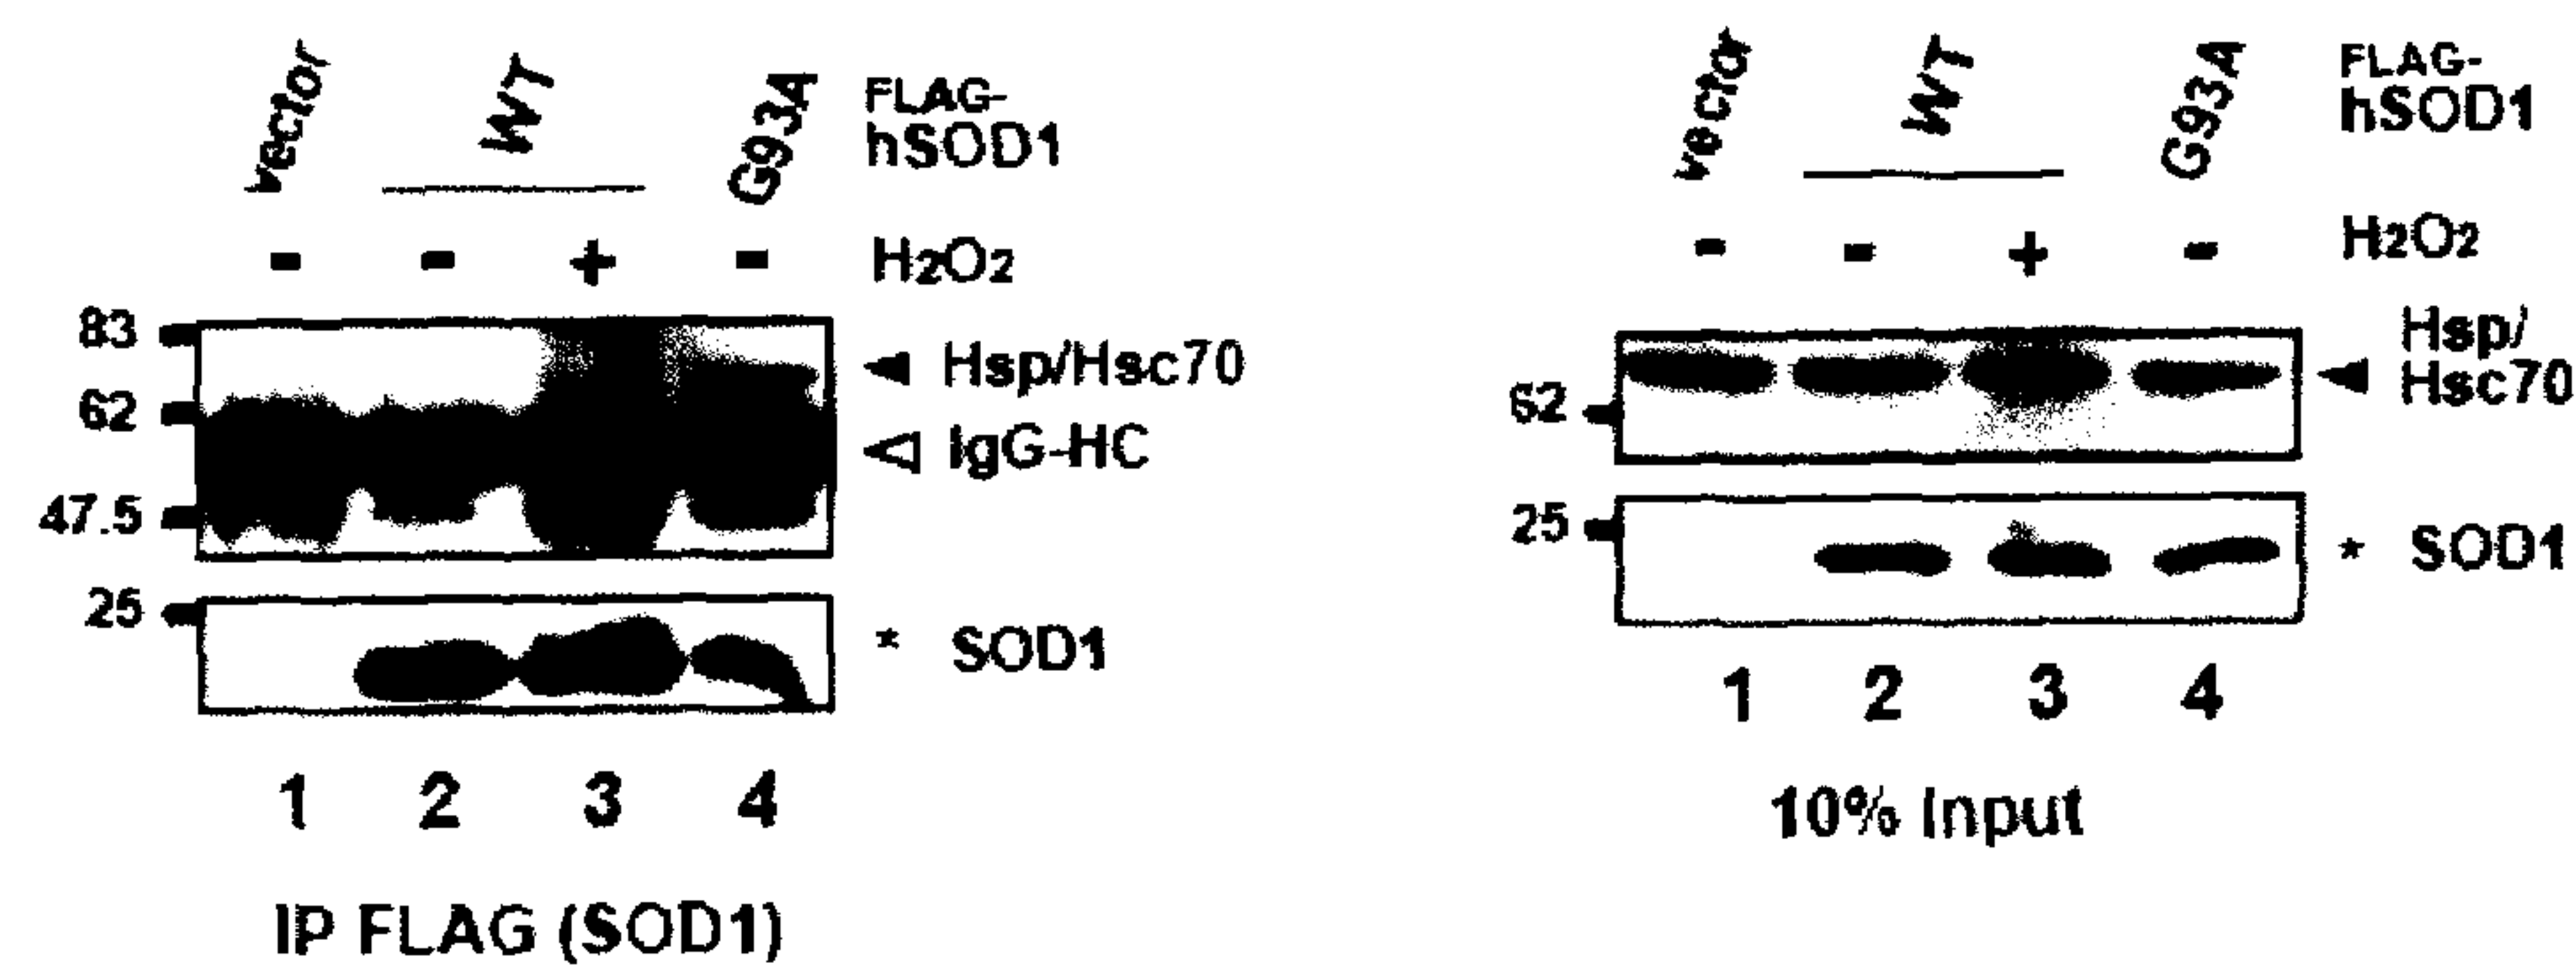 vector WT G93A FLAG-
hSOD1
- - + - H2O2
83
Hsp/Hsc70
62
IgG-HC
47.5
25
* SOD1
1 2 3 4
IP FLAG (SOD1)
vector WT G93A FLAG-
hSOD1
- - + - H2O2
Hsp/
Hsc70
62
25
* SOD1
1 2 3 4
10% Input